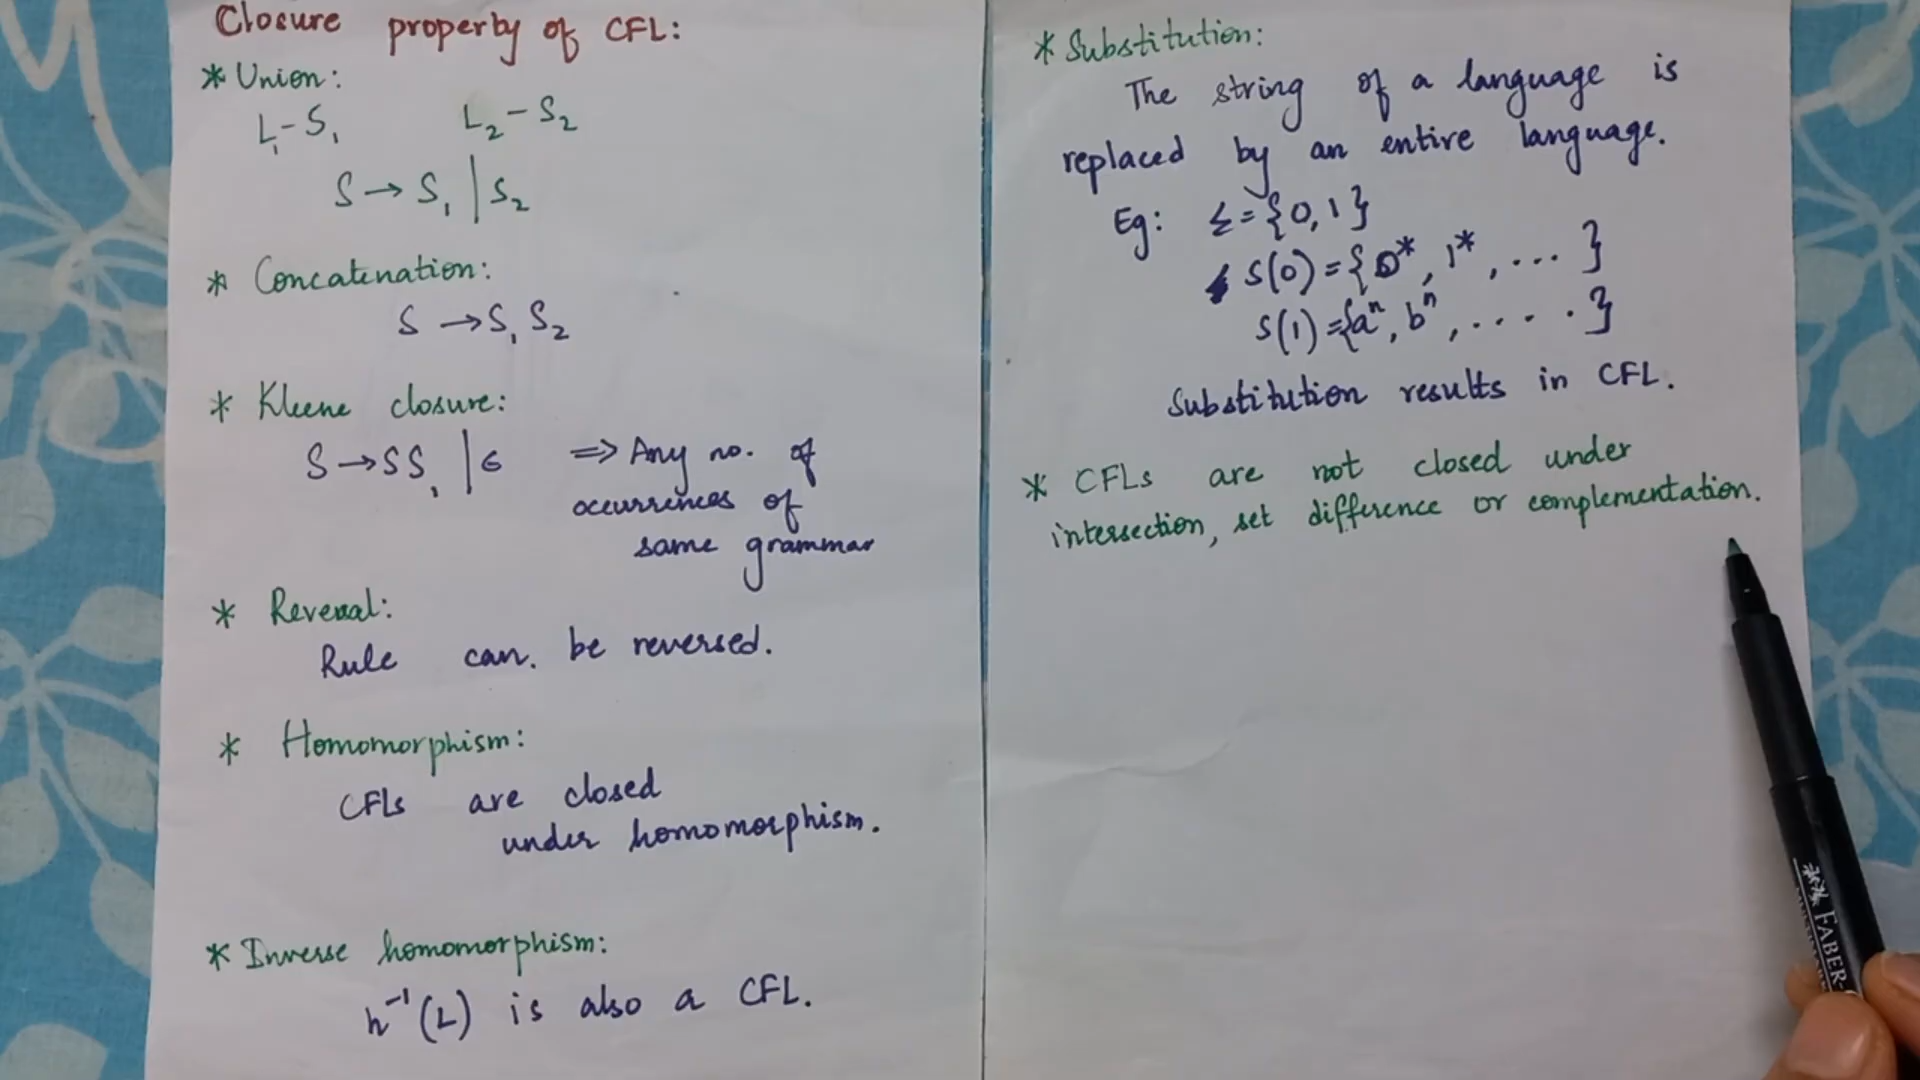 Closure property of CFL:
* Union:
L₁-S₁ L₂-S₂
S → S₁ | S₂
* Concatenation:
S → S₁ S₂
* Kleene closure:
S → SS₁ | ϵ ⇒ Any no. of
occurrences of
same grammar
* Reversal:
Rule can. be reversed.
* Homomorphism:
CFLs are closed
under homomorphism.
* Inverse homomorphism:
h⁻¹(L) is also a CFL.
* Substitution:
The string of a language is
replaced by an entire language.
Eg: Σ={0,1}
S(0)={0*, 1*, ... }
S(1)={aⁿ, bⁿ, ..... }
Substitution results in CFL.
* CFLs are not closed under
intersection, set difference or complementation.
FABER-